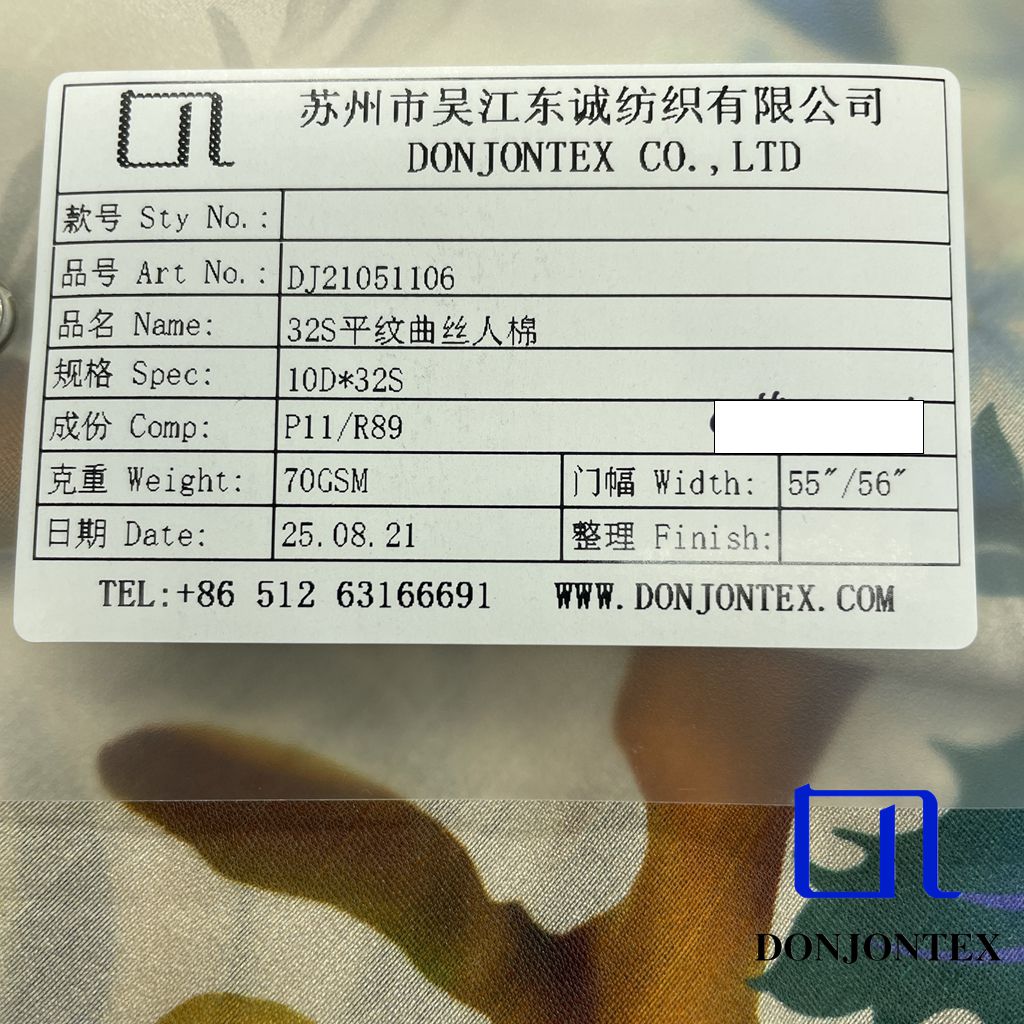 苏州市吴江东诚纺织有限公司
DONJONTEX CO.,LTD
款号 Sty No.:
品号 Art No.: DJ21051106
品名 Name: 32S平纹曲丝人棉
规格 Spec: 10D*32S
成份 Comp: P11/R89
克重 Weight: 70GSM 门幅 Width: 55"/56"
日期 Date: 25.08.21 整理 Finish:
TEL:+86 512 63166691 WWW.DONJONTEX.COM
DONJONTEX